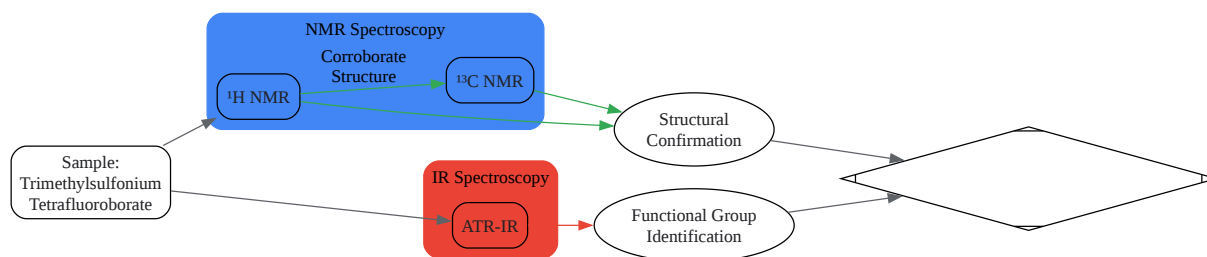 NMR Spectroscopy
Corroborate
Structure
¹H NMR
¹³C NMR
Structural
Confirmation
Sample:
Trimethylsulfonium
Tetrafluoroborate
IR Spectroscopy
ATR-IR
Functional Group
Identification